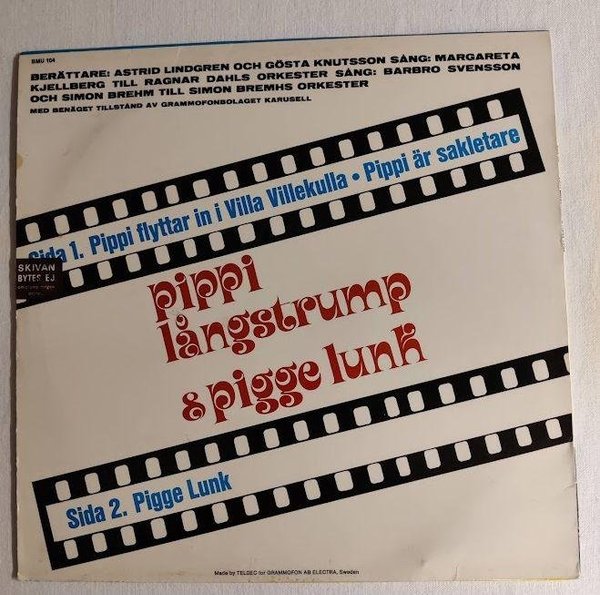 BMU 104
BERÄTTARE: ASTRID LINDGREN OCH GÖSTA KNUTSSON SÅNG: MARGARETA
KJELLBERG TILL RAGNAR DAHLS ORKESTER SÅNG: BARBRO SVENSSON
OCH SIMON BREHM TILL SIMON BREMHS ORKESTER
MED BENÄGET TILLSTÅND AV GRAMMOFONBOLAGET KARUSELL
Sida 1. Pippi flyttar in i Villa Villekulla • Pippi är sakletare
SKIVAN
BYTES EJ
pippi
långstrump
& pigge lunk
Sida 2. Pigge Lunk
Made by TELDEC for GRAMMOFON AB ELECTRA, Sweden